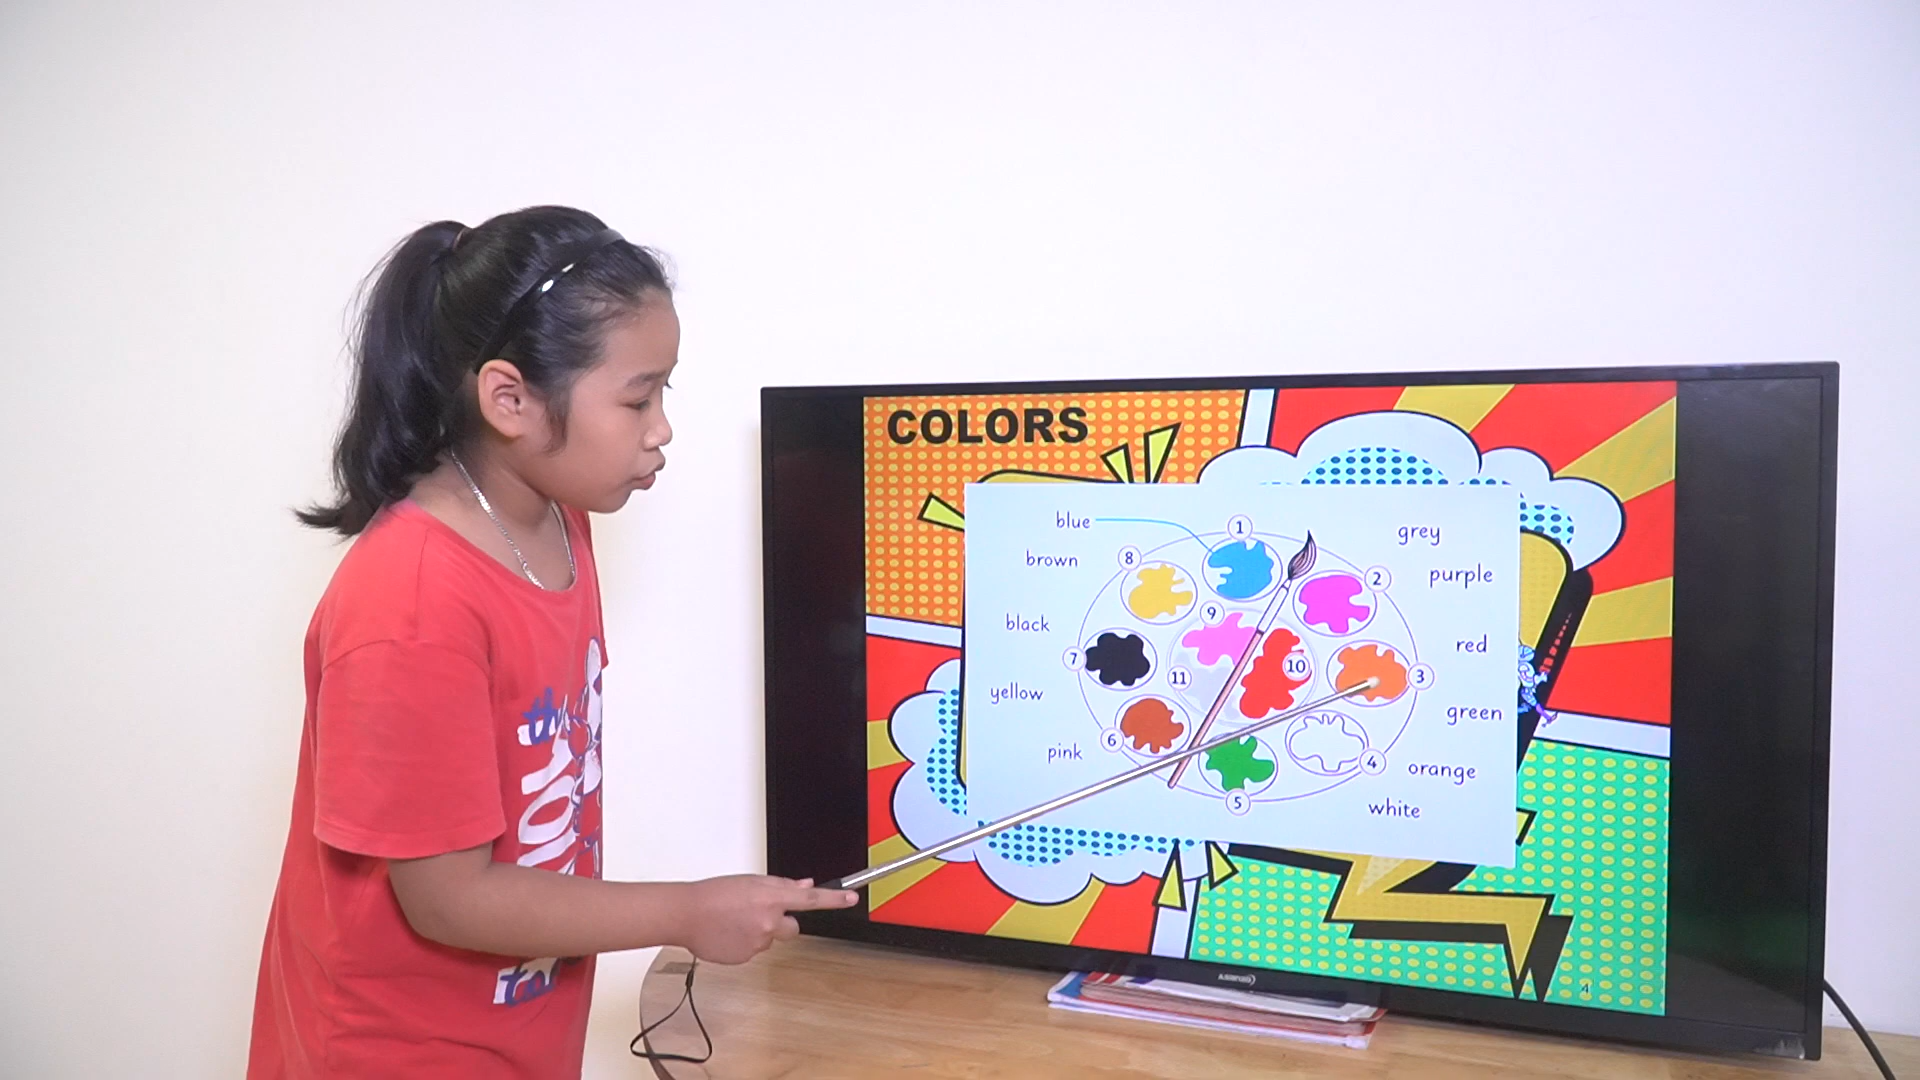 COLORS
blue
brown
black
yellow
pink
grey
purple
red
green
orange
white
1
2
3
4
5
6
7
8
9
10
11
4